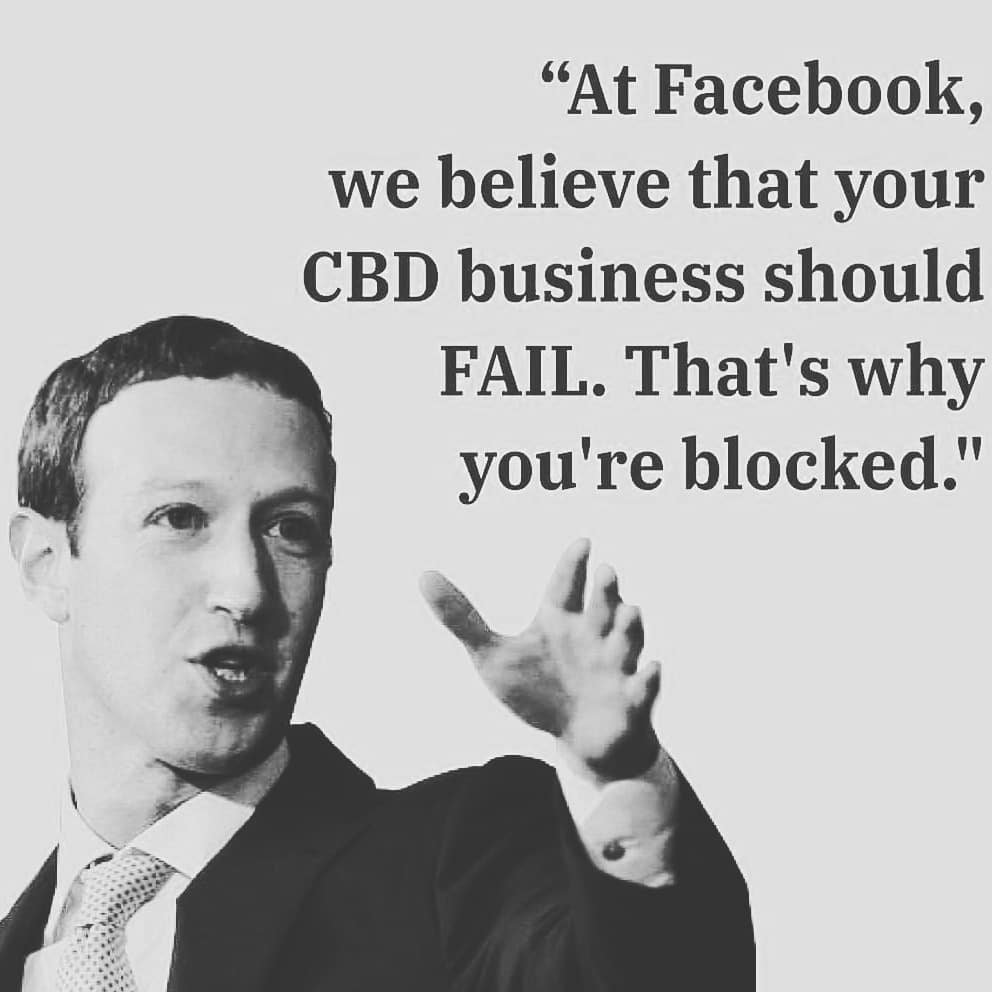 “At Facebook,
we believe that your
CBD business should
FAIL. That's why
you're blocked."